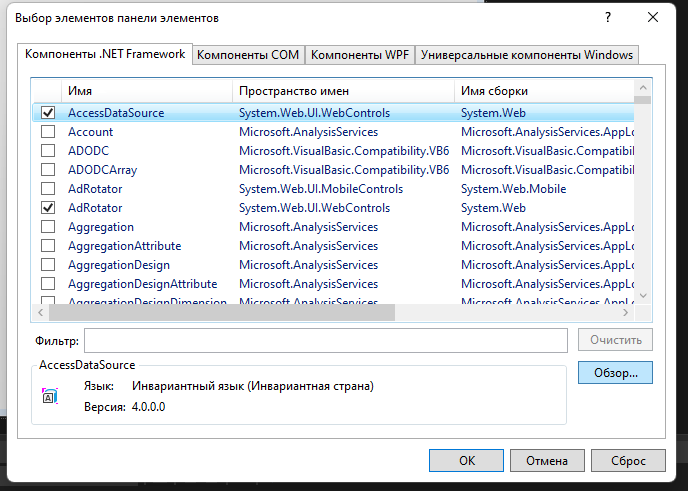 Выбор элементов панели элементов
?
Компоненты .NET Framework Компоненты COM Компоненты WPF Универсальные компоненты Windows
Имя Пространство имен Имя сборки
AccessDataSource System.Web.UI.WebControls System.Web
Account Microsoft.AnalysisServices Microsoft.AnalysisServices.AppLo
ADODC Microsoft.VisualBasic.Compatibility.VB6 Microsoft.VisualBasic.Compatibil
ADODCArray Microsoft.VisualBasic.Compatibility.VB6 Microsoft.VisualBasic.Compatibil
AdRotator System.Web.UI.MobileControls System.Web.Mobile
AdRotator System.Web.UI.WebControls System.Web
Aggregation Microsoft.AnalysisServices Microsoft.AnalysisServices.AppLo
AggregationAttribute Microsoft.AnalysisServices Microsoft.AnalysisServices.AppLo
AggregationDesign Microsoft.AnalysisServices Microsoft.AnalysisServices.AppLo
AggregationDesignAttribute Microsoft.AnalysisServices Microsoft.AnalysisServices.AppLo
AggregationDesignDimension Microsoft.AnalysisServices Microsoft.AnalysisServices.AppLo
Фильтр: Очистить
AccessDataSource Обзор...
Язык: Инвариантный язык (Инвариантная страна)
Версия: 4.0.0.0
OK Отмена Сброс